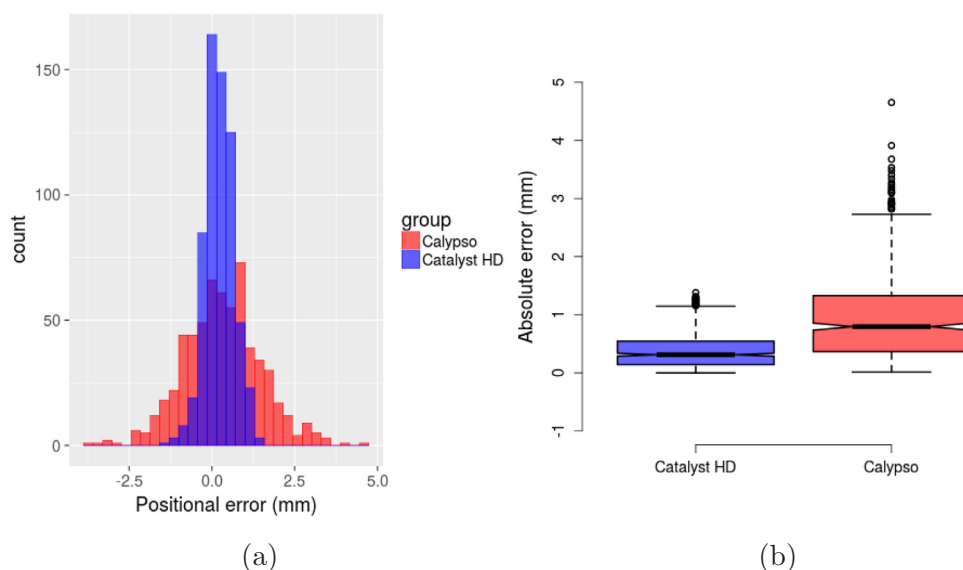 count
150
100
50
0
-2.5 0.0 2.5 5.0
Positional error (mm)
group
Calypso
Catalyst HD
(a)
Absolute error (mm)
5
4
3
2
1
0
-1
Catalyst HD Calypso
(b)